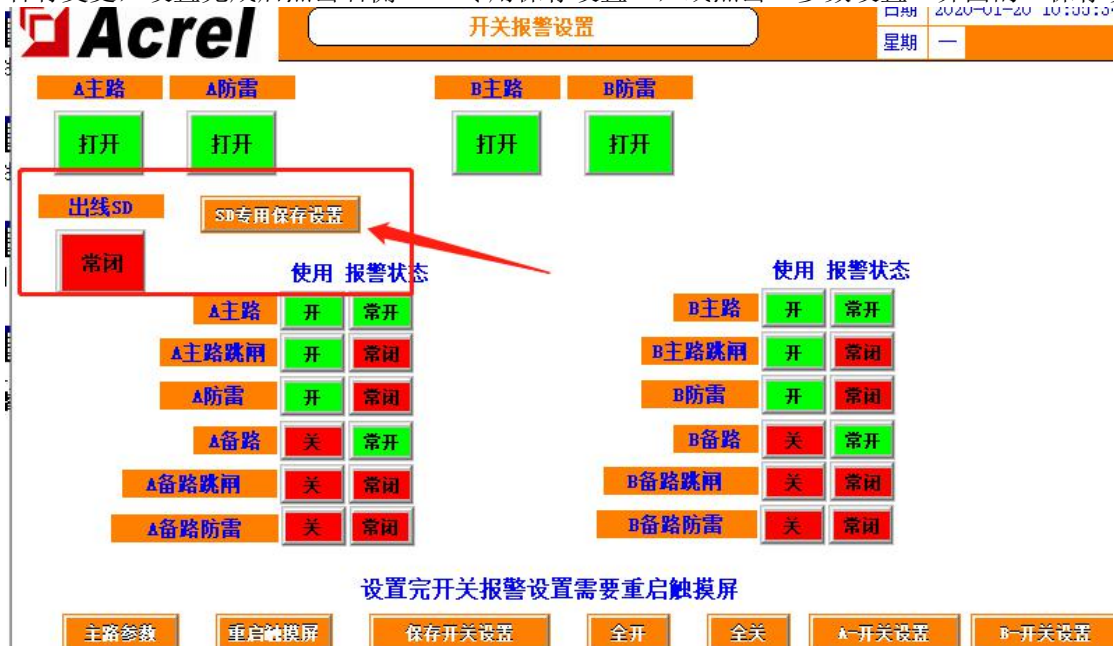 Acrel
开关报警设置
日期 2020-01-20
星期 一
A主路 A防雷 B主路 B防雷
打开 打开 打开 打开
出线SD SD专用保存设置
常闭
使用 报警状态 使用 报警状态
A主路 开 常开 B主路 开 常开
A主路跳闸 开 常闭 B主路跳闸 开 常闭
A防雷 开 常闭 B防雷 开 常闭
A备路 关 常开 B备路 关 常开
A备路跳闸 关 常闭 B备路跳闸 关 常闭
A备路防雷 关 常闭 B备路防雷 关 常闭
设置完开关报警设置需要重启触摸屏
主路参数 重启触摸屏 保存开关设置 全开 全关 A-开关设置 B-开关设置